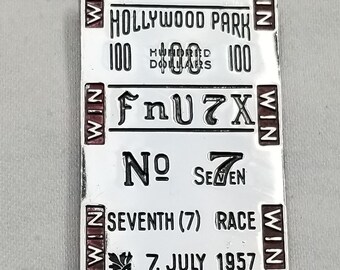 WIN HOLLYWOOD PARK WIN
100 HUNDRED 100 DOLLARS 100
WIN FnU7X WIN
No 7 SEVEN
WIN SEVENTH (7) RACE WIN
7. JULY 1957